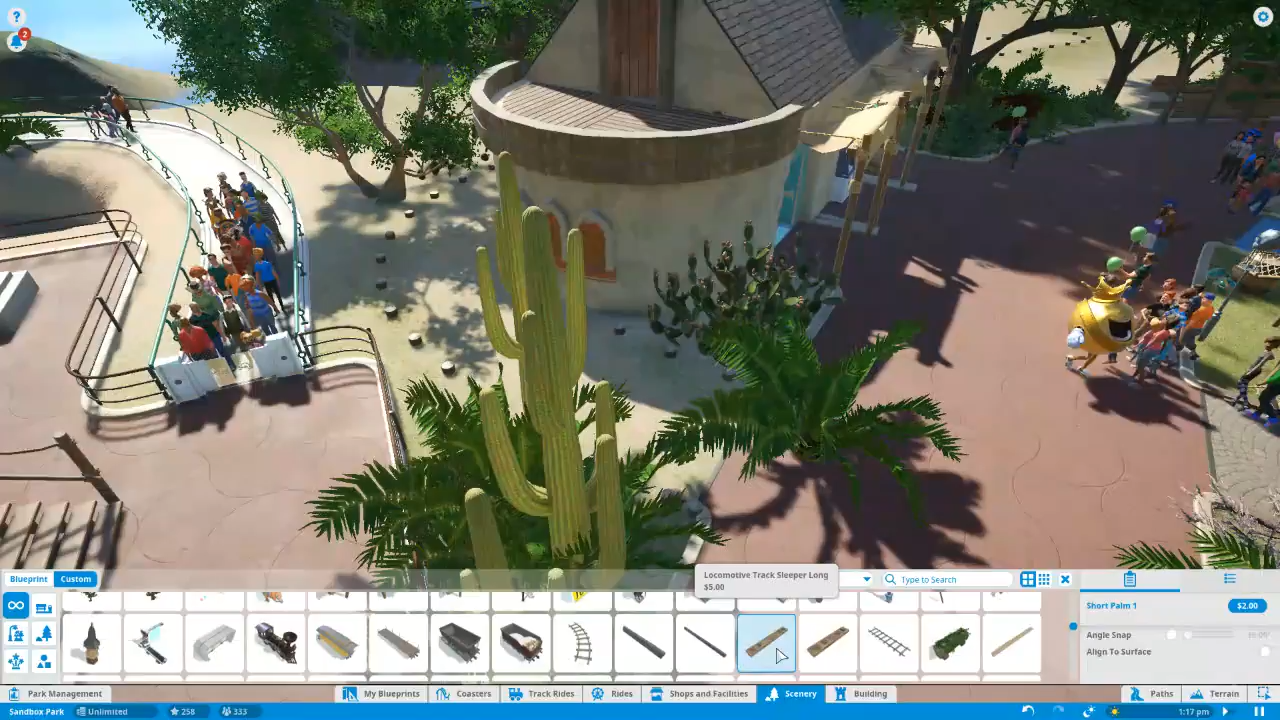 ?
2
Blueprint Custom
Locomotive Track Sleeper Long
$5.00
Type to Search
Short Palm 1 $2.00
Angle Snap
Align To Surface
Park Management My Blueprints Coasters Track Rides Rides Shops and Facilities Scenery Building Paths Terrain
Sandbox Park Unlimited 258 333 1:17 pm